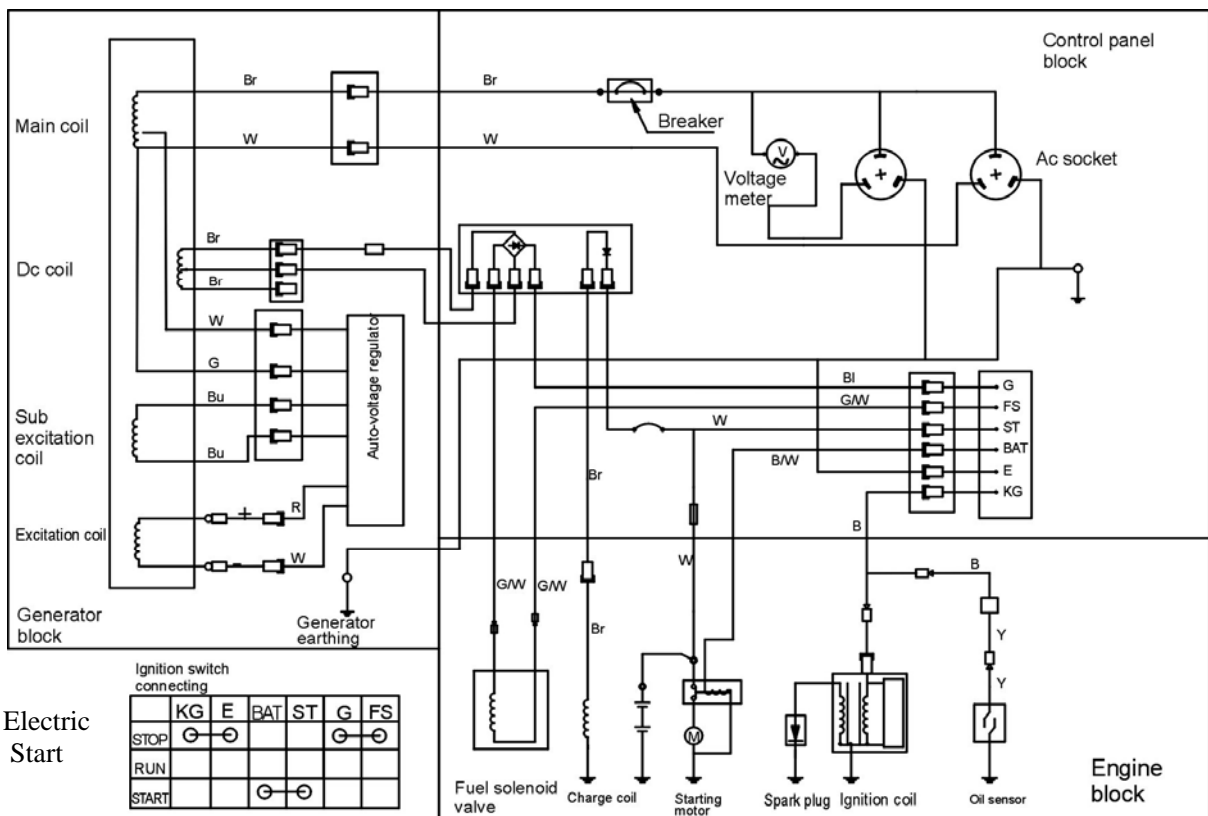 Control panel
block
Br
Br
Main coil
Breaker
W
W
V
Voltage
meter
Ac socket
Br
Dc coil
Br
W
G
Bu
Sub
excitation
coil
Bu
Auto-voltage regulator
Bl
G/W
W
B/W
G
FS
ST
BAT
E
KG
Br
+
R
Excitation coil
-
W
B
W
B
G/W
G/W
Generator
block
Generator
earthing
Br
Y
Y
M
Ignition switch
connecting
KG E BAT ST G FS
STOP
RUN
START
Electric
Start
Fuel solenoid
valve
Charge coil
Starting
motor
Spark plug
Ignition coil
Oil sensor
Engine
block